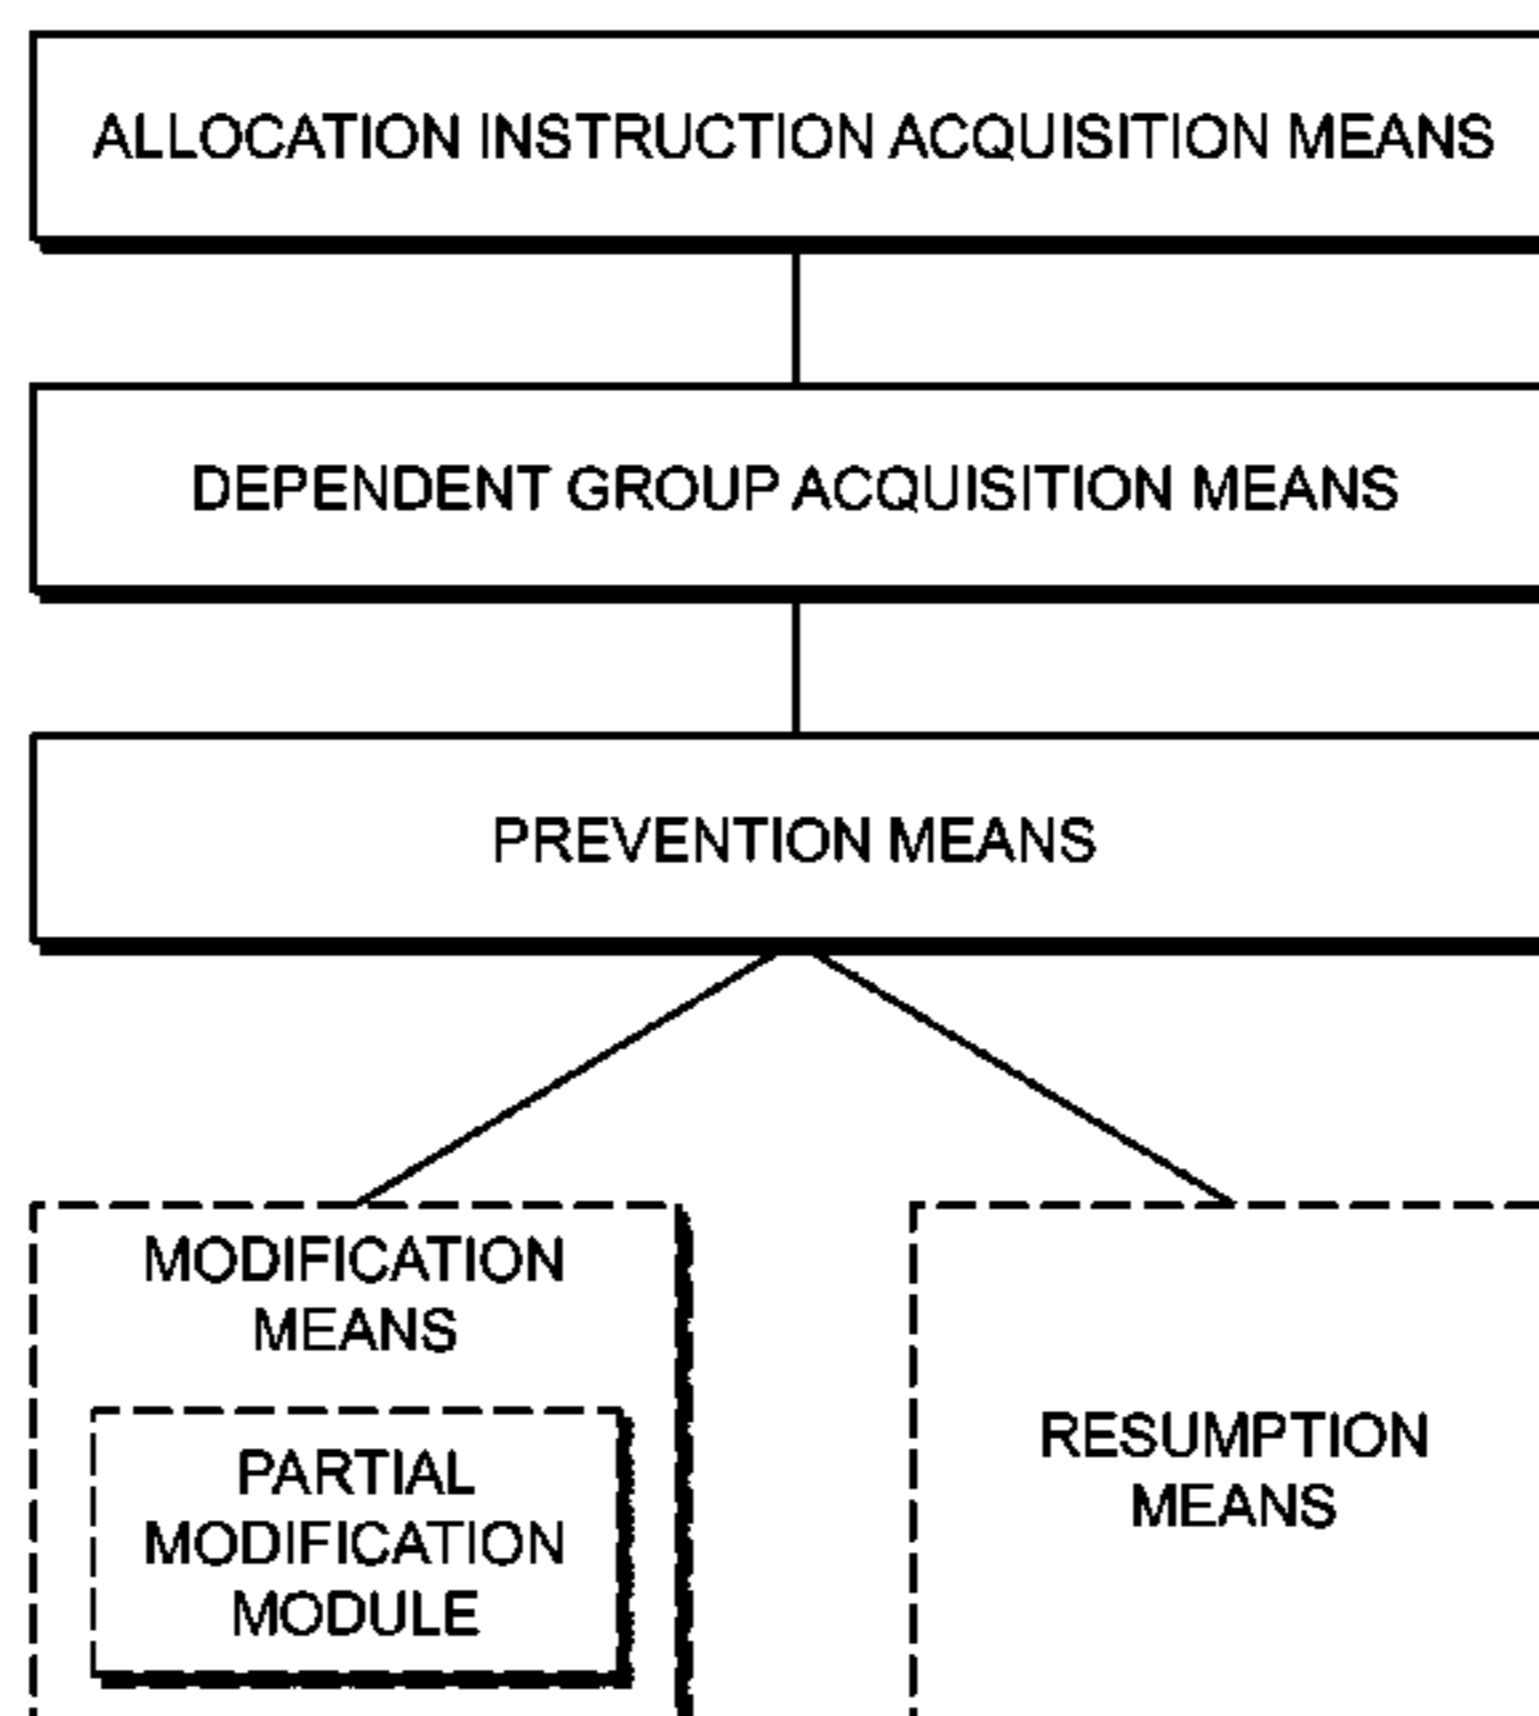 ALLOCATION INSTRUCTION ACQUISITION MEANS
DEPENDENT GROUP ACQUISITION MEANS
PREVENTION MEANS
MODIFICATION
MEANS
PARTIAL
MODIFICATION
MODULE
RESUMPTION
MEANS